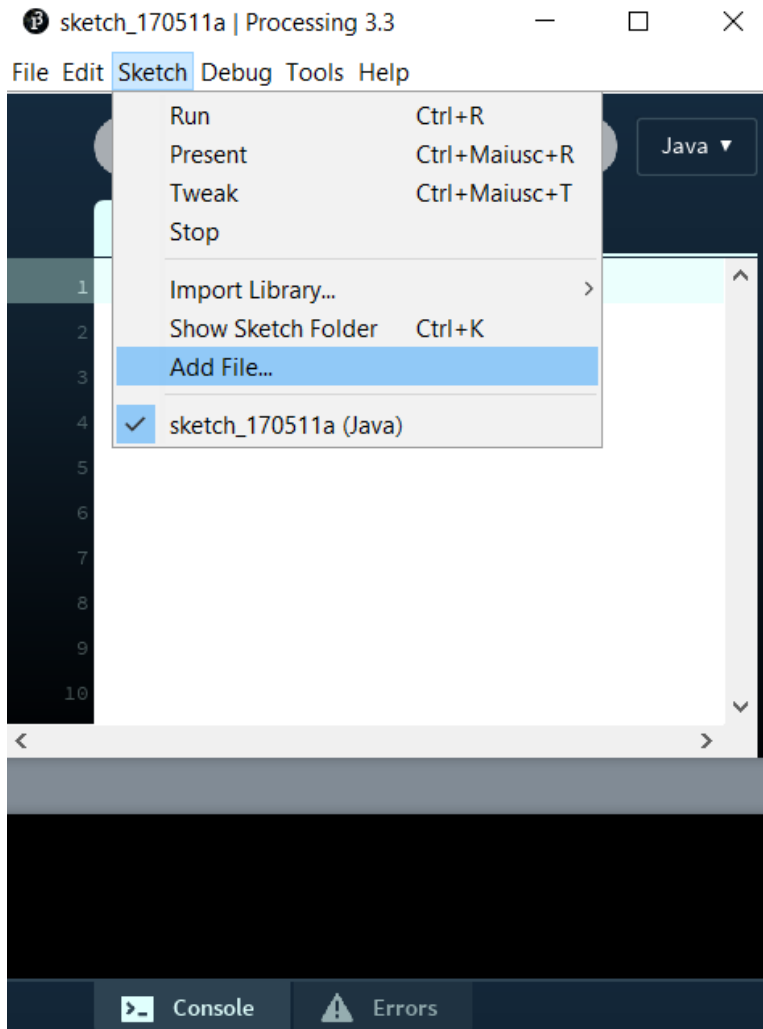 sketch_170511a | Processing 3.3
File Edit Sketch Debug Tools Help
Run Ctrl+R
Present Ctrl+Maiusc+R
Tweak Ctrl+Maiusc+T
Stop
Java ▼
Import Library...
Show Sketch Folder Ctrl+K
Add File...
sketch_170511a (Java)
1
2
3
4
5
6
7
8
9
10
Console Errors